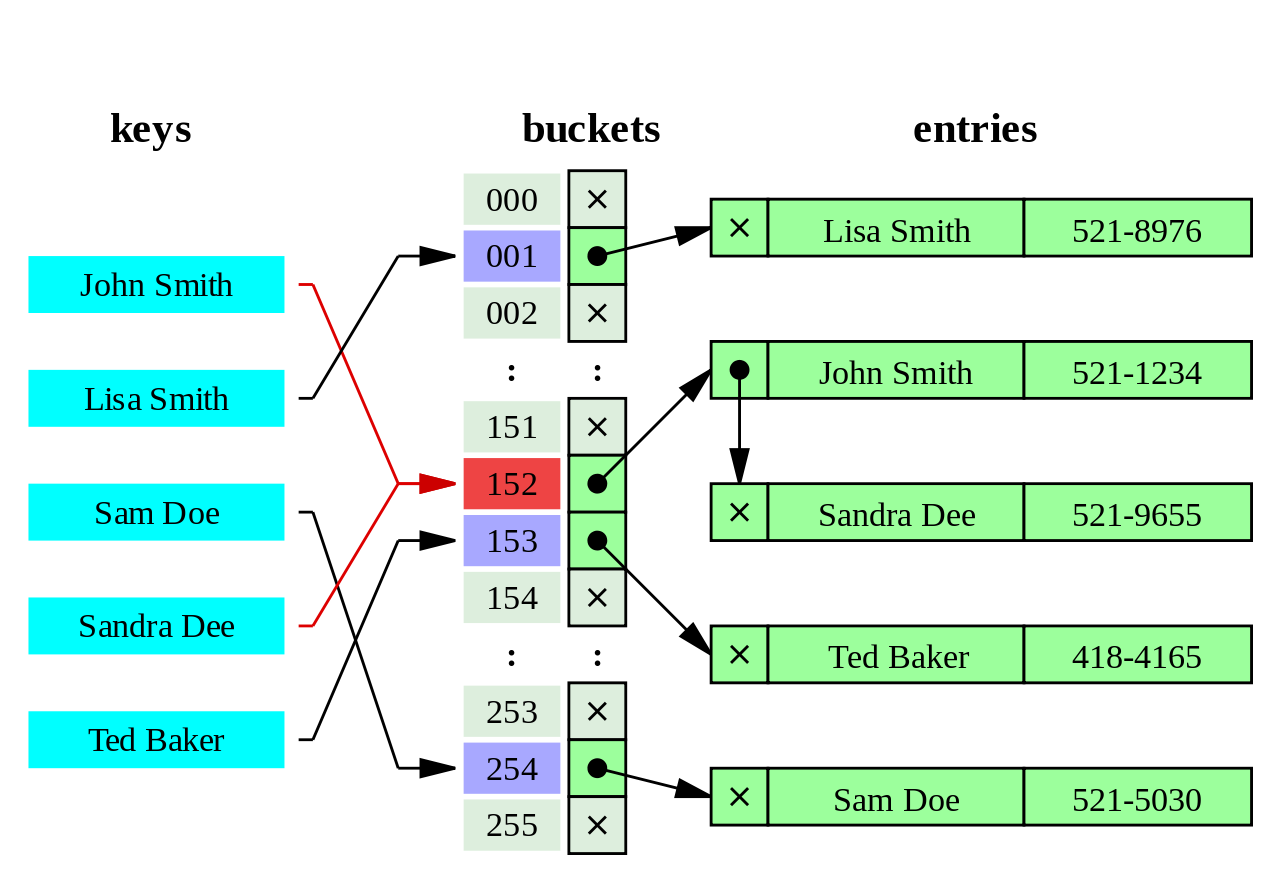 keys
buckets
entries
John Smith
Lisa Smith
Sam Doe
Sandra Dee
Ted Baker
000 ×
001
002 ×
: :
151 ×
152
153
154 ×
: :
253 ×
254
255 ×
× Lisa Smith 521-8976
John Smith 521-1234
× Sandra Dee 521-9655
× Ted Baker 418-4165
× Sam Doe 521-5030